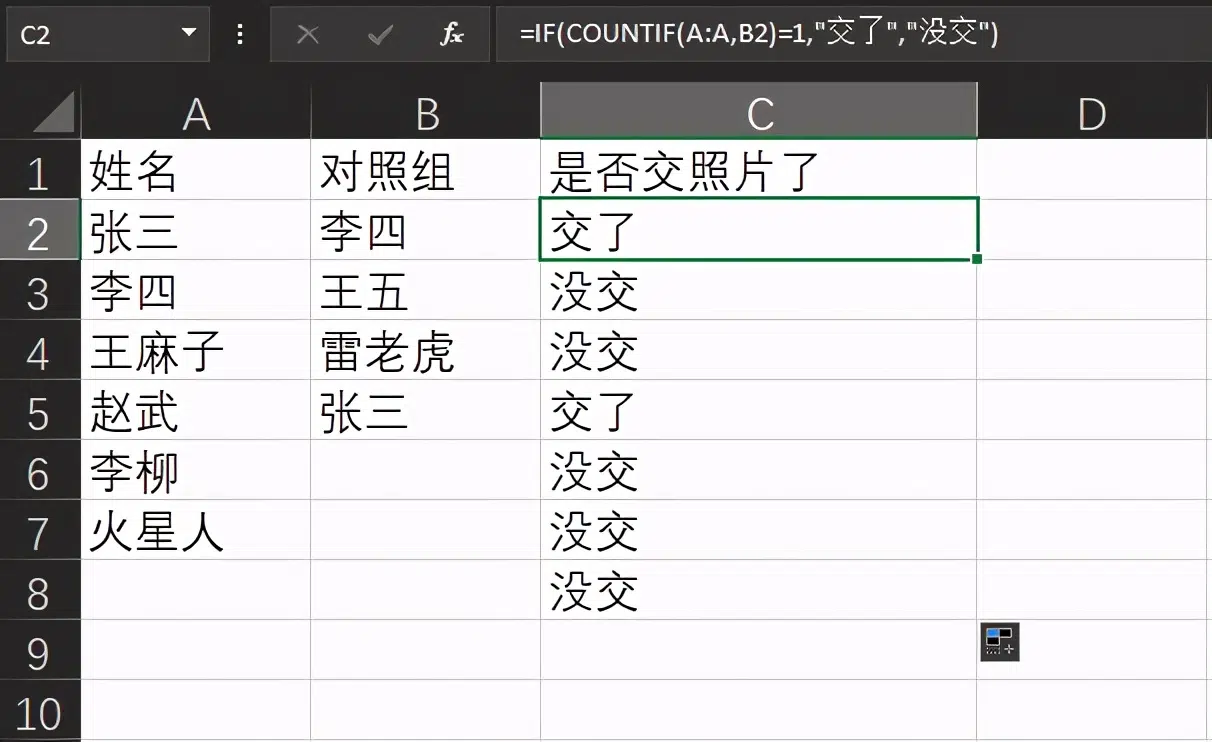 C2 fx =IF(COUNTIF(A:A,B2)=1,"交了","没交")
A B C D
1 姓名 对照组 是否交照片了
2 张三 李四 交了
3 李四 王五 没交
4 王麻子 雷老虎 没交
5 赵武 张三 交了
6 李柳 没交
7 火星人 没交
8 没交
9
10